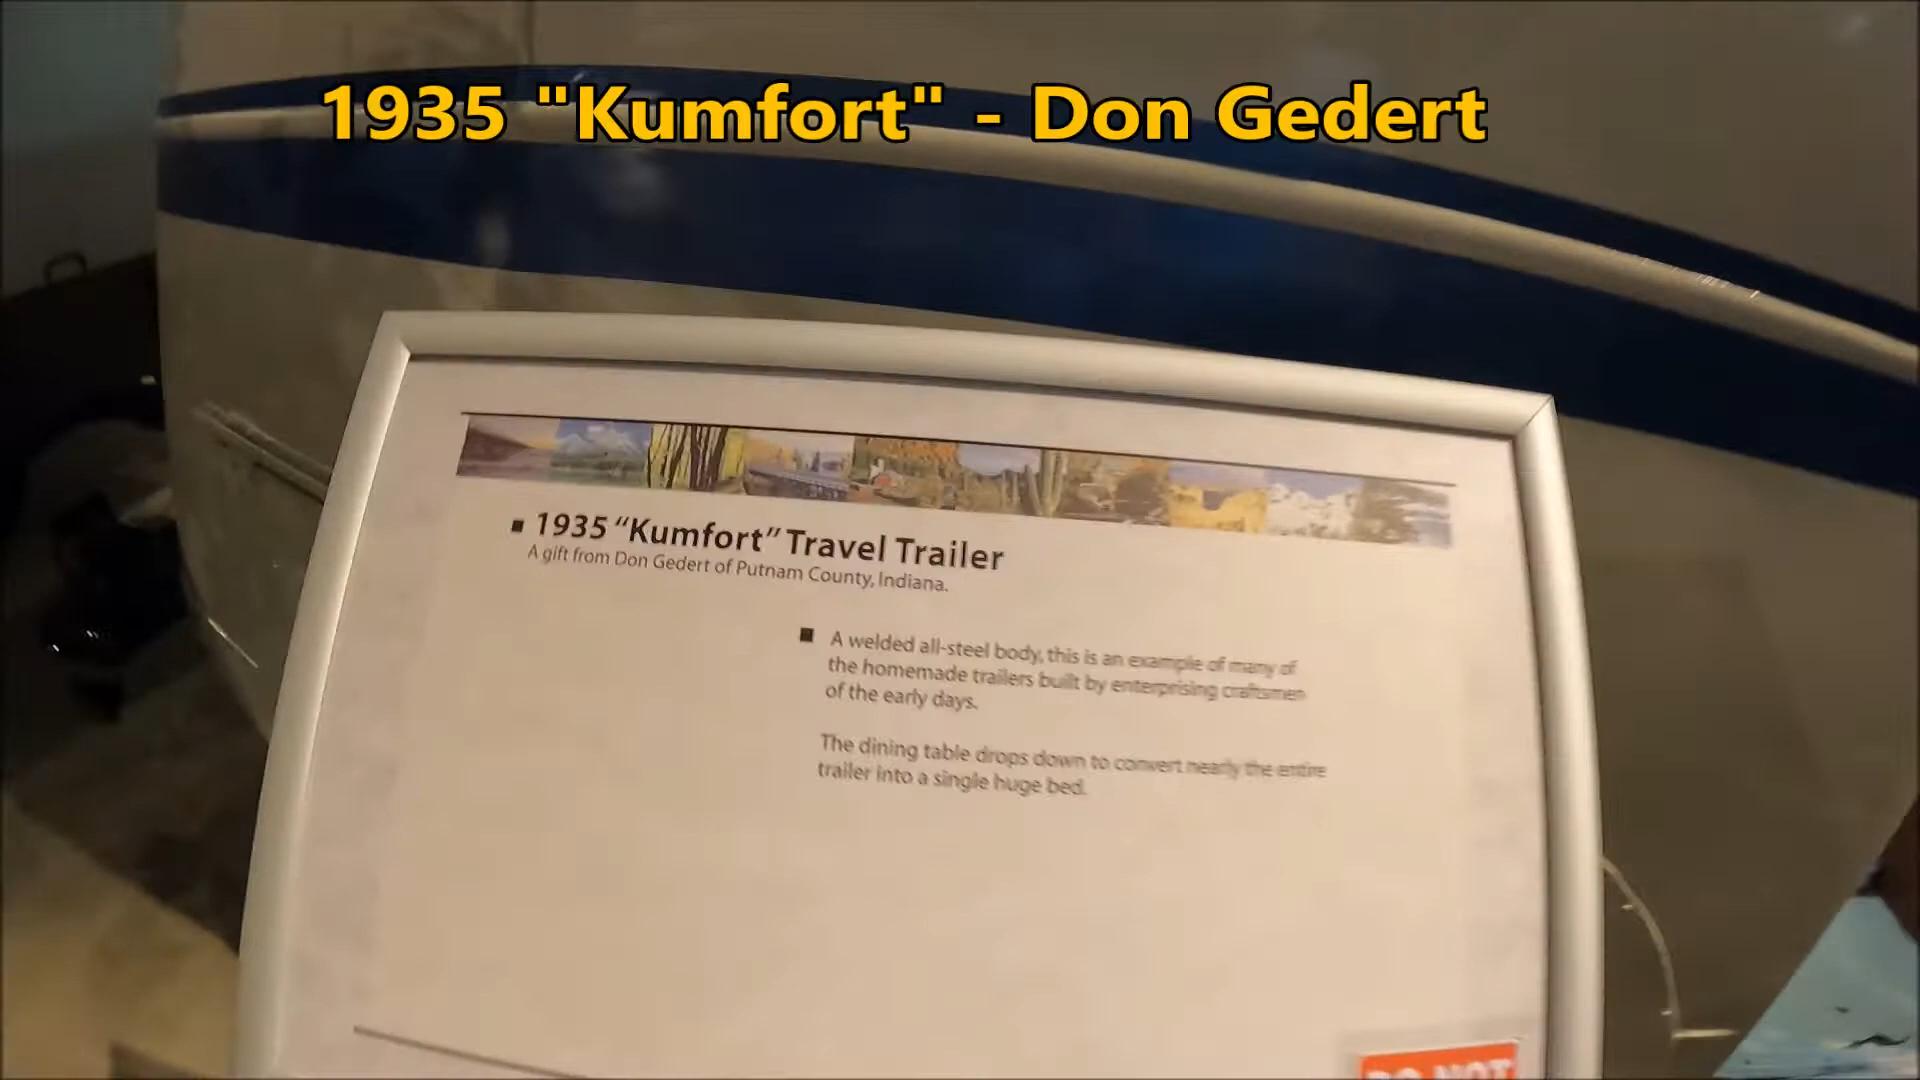 1935 "Kumfort" - Don Gedert
▪ 1935 “Kumfort” Travel Trailer
A gift from Don Gedert of Putnam County, Indiana.
▪ A welded all-steel body, this is an example of many of
the homemade trailers built by enterprising craftsmen
of the early days.
The dining table drops down to convert nearly the entire
trailer into a single huge bed.
DO NOT